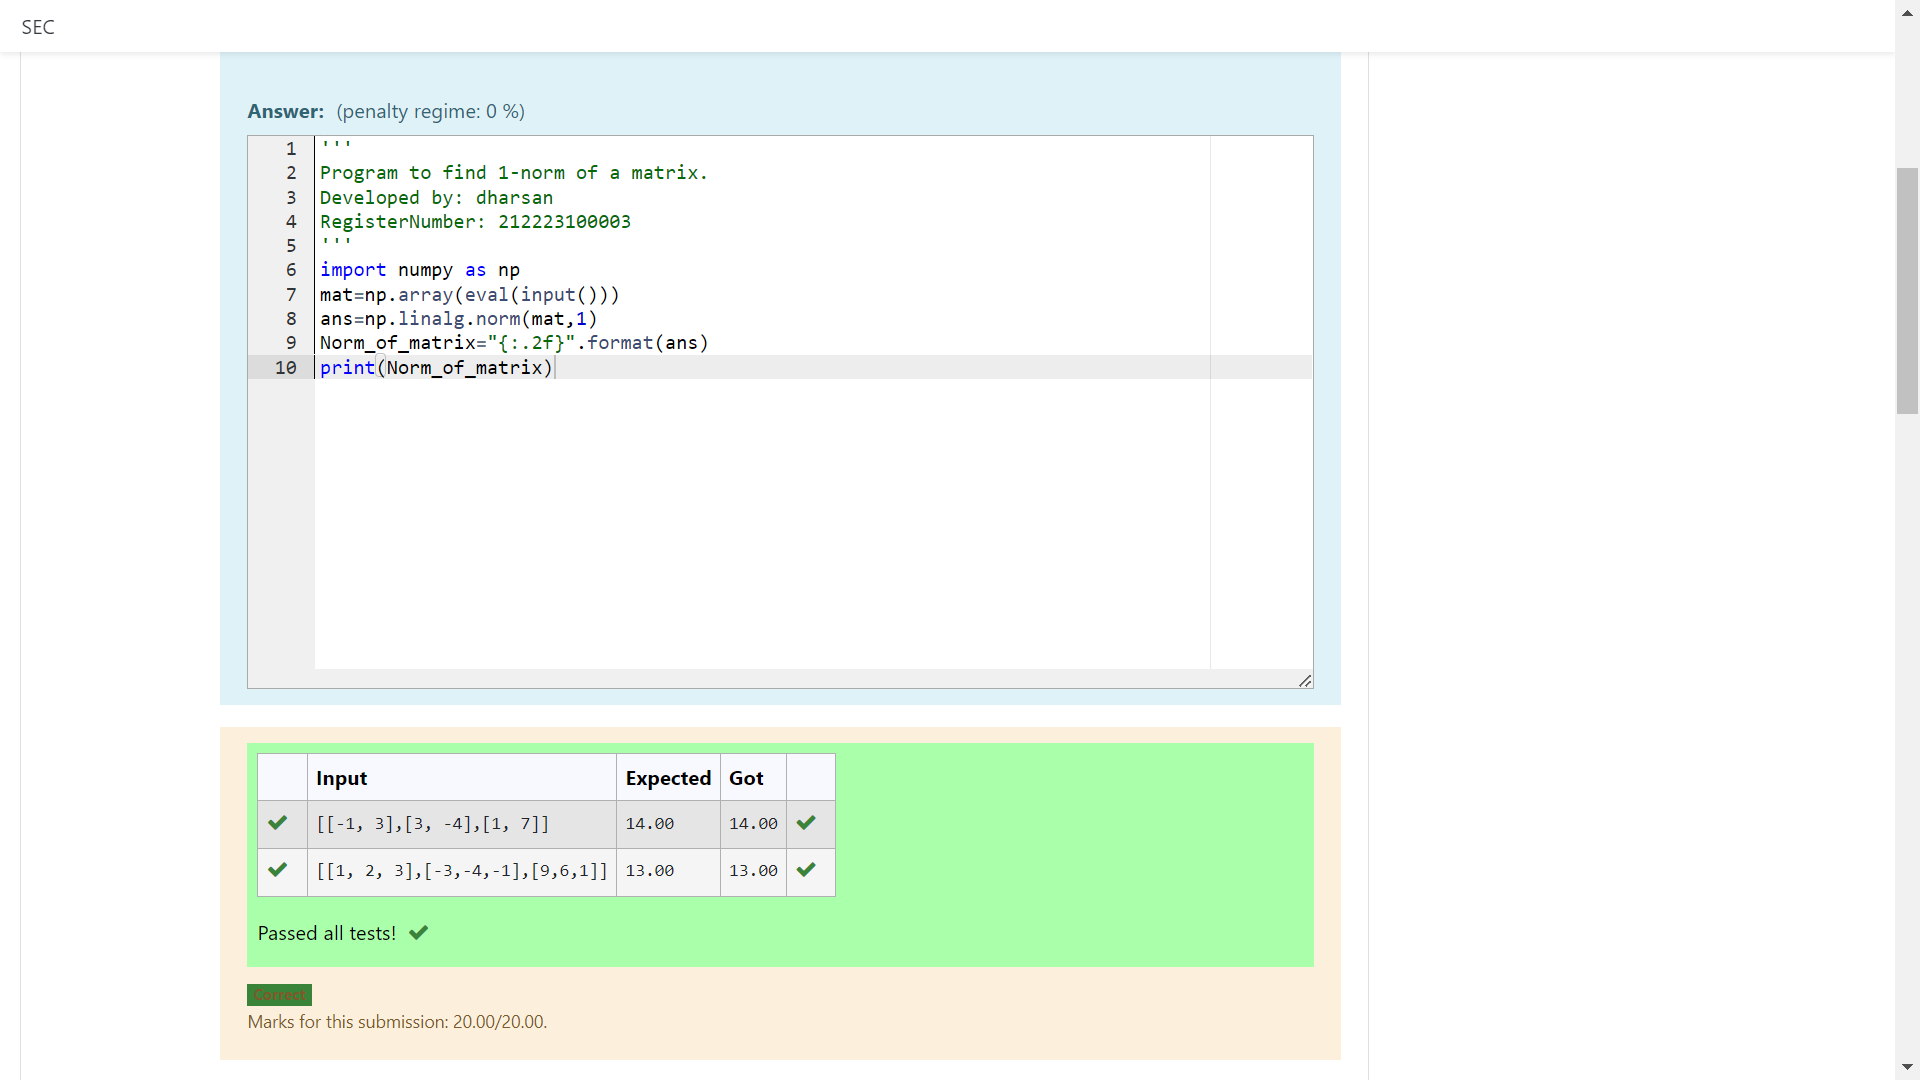 SEC
Answer: (penalty regime: 0 %)
1 '''
2 Program to find 1-norm of a matrix.
3 Developed by: dharsan
4 RegisterNumber: 212223100003
5 '''
6 import numpy as np
7 mat=np.array(eval(input()))
8 ans=np.linalg.norm(mat,1)
9 Norm_of_matrix="{:.2f}".format(ans)
10 print(Norm_of_matrix)
Input Expected Got
[[-1, 3],[3, -4],[1, 7]] 14.00 14.00
[[1, 2, 3],[-3,-4,-1],[9,6,1]] 13.00 13.00
Passed all tests!
Correct
Marks for this submission: 20.00/20.00.